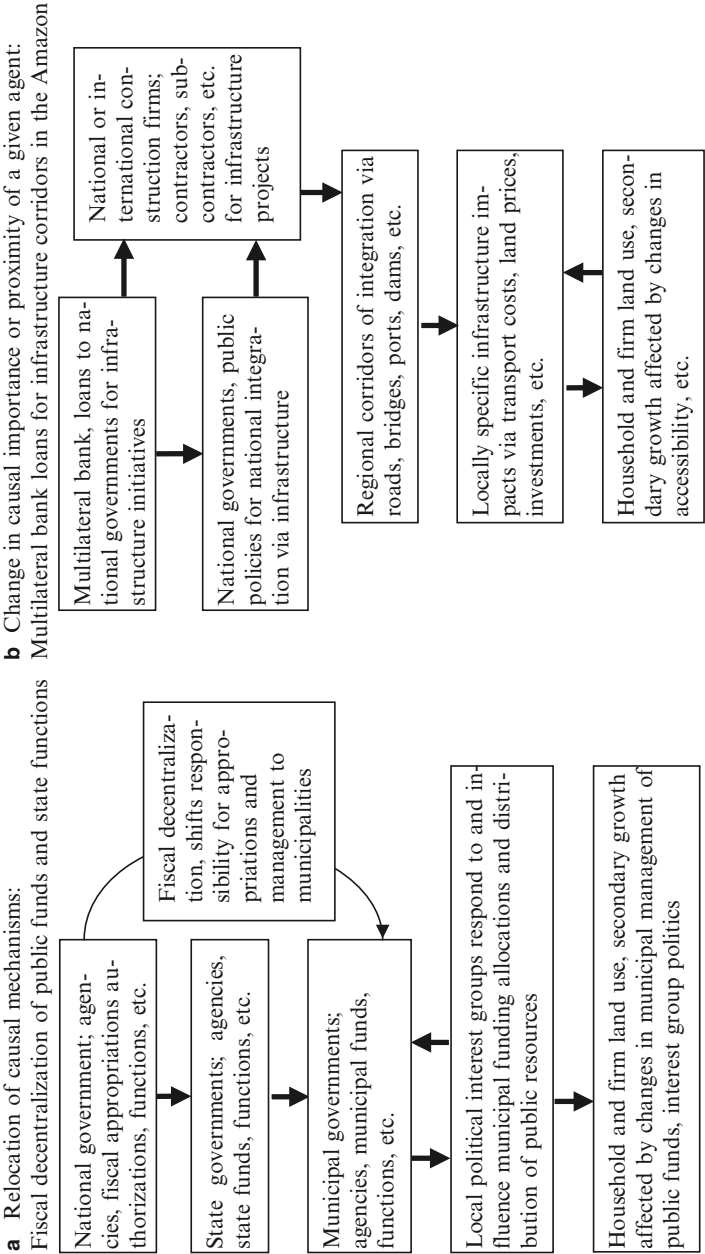 a Relocation of causal mechanisms:
Fiscal decentralization of public funds and state functions
National government; agen-
cies, fiscal appropriations au-
thorizations, functions, etc.
State governments; agencies,
state funds, functions, etc.
Municipal governments;
agencies, municipal funds,
functions, etc.
Fiscal decentraliza-
tion, shifts respon-
sibility for appro-
priations and
management to
municipalities
Local political interest groups respond to and in-
fluence municipal funding allocations and distri-
bution of public resources
Household and firm land use, secondary growth
affected by changes in municipal management of
public funds, interest group politics
b Change in causal importance or proximity of a given agent:
Multilateral bank loans for infrastructure corridors in the Amazon
Multilateral bank, loans to na-
tional governments for infra-
structure initiatives
National governments, public
policies for national integra-
tion via infrastructure
National or in-
ternational con-
struction firms;
contractors, sub-
contractors, etc.
for infrastructure
projects
Regional corridors of integration via
roads, bridges, ports, dams, etc.
Locally specific infrastructure im-
pacts via transport costs, land prices,
investments, etc.
Household and firm land use, secon-
dary growth affected by changes in
accessibility, etc.